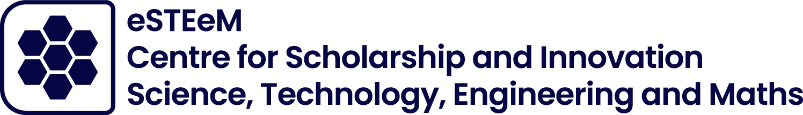 eSTEeM
Centre for Scholarship and Innovation
Science, Technology, Engineering and Maths